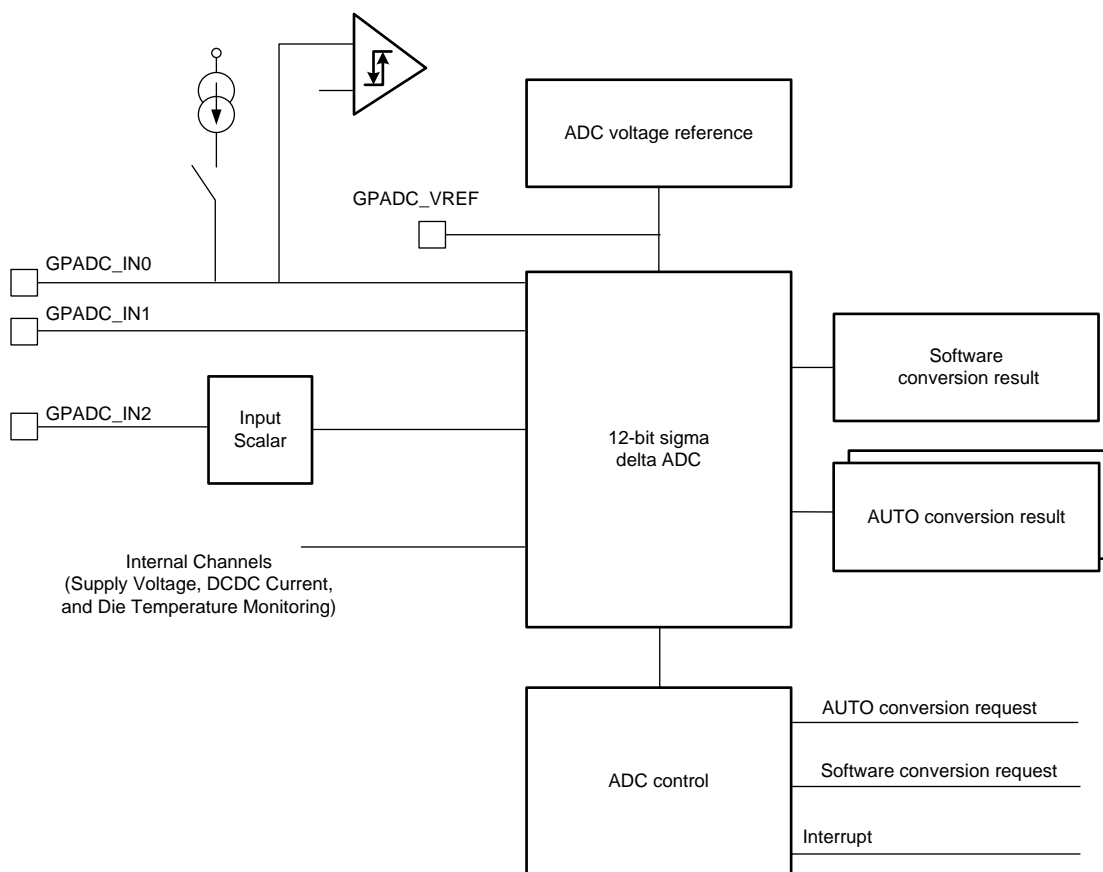 ADC voltage reference
GPADC_VREF
GPADC_IN0
GPADC_IN1
GPADC_IN2
Input
Scalar
12-bit sigma
delta ADC
Software
conversion result
AUTO conversion result
Internal Channels
(Supply Voltage, DCDC Current,
and Die Temperature Monitoring)
ADC control
AUTO conversion request
Software conversion request
Interrupt